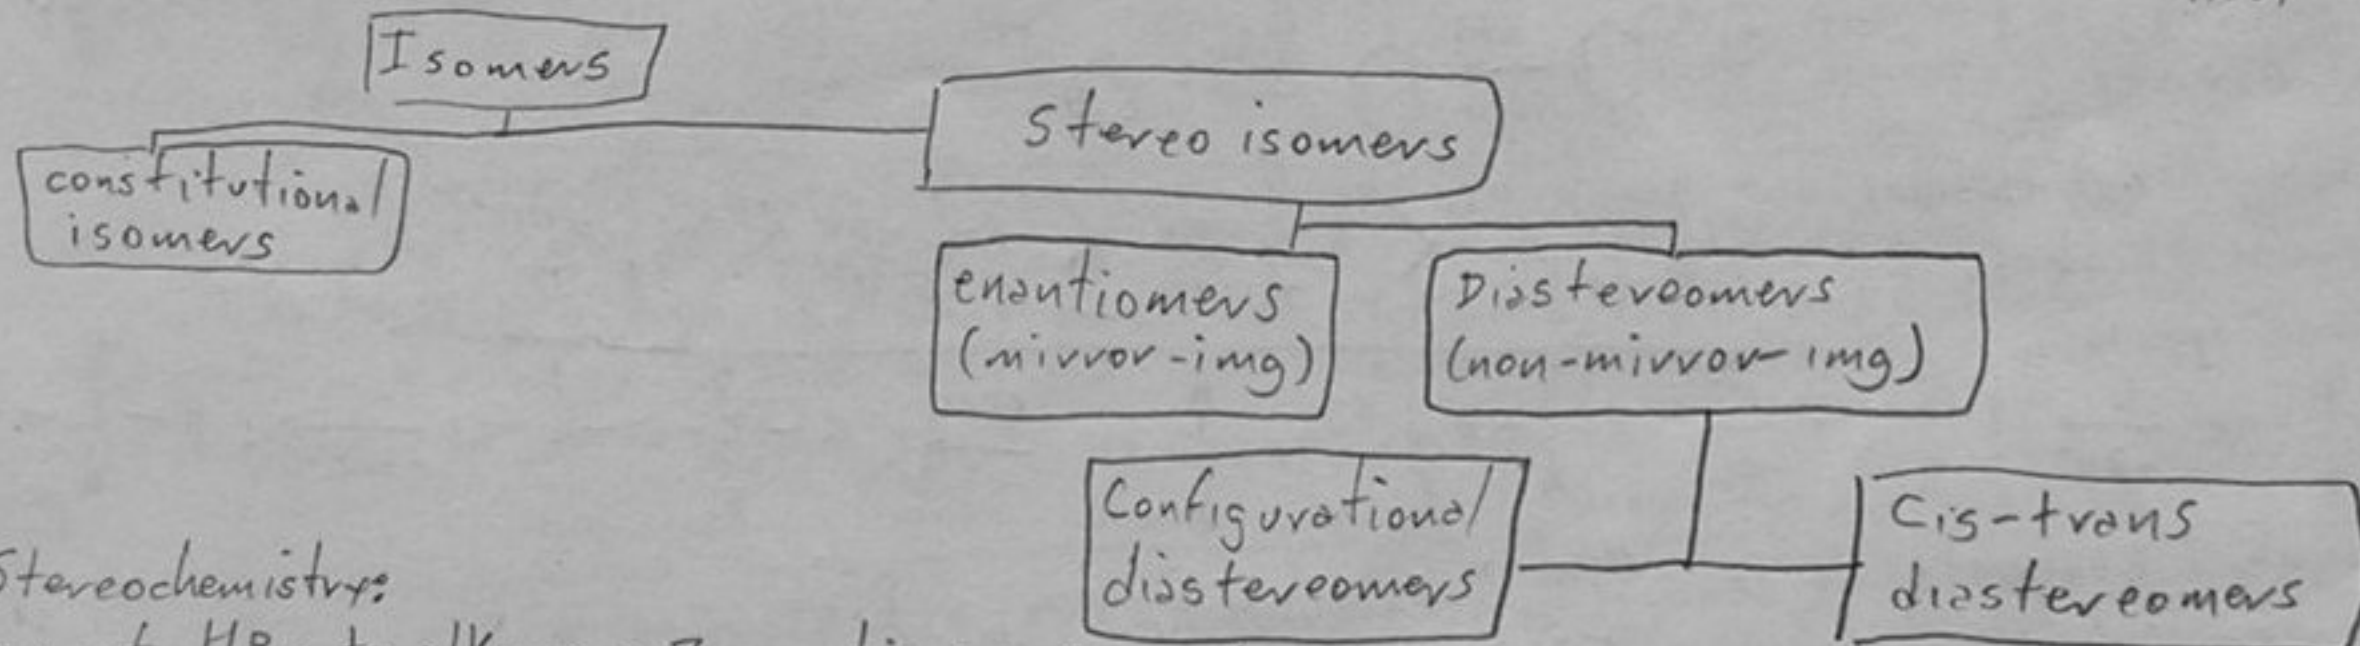 Isomers
Stereo isomers
constitutional
isomers
enantiomers
(mirror-img)
Diastereomers
(non-mirror-img)
Configurational
diastereomers
Cis-trans
diastereomers
Stereochemistry: